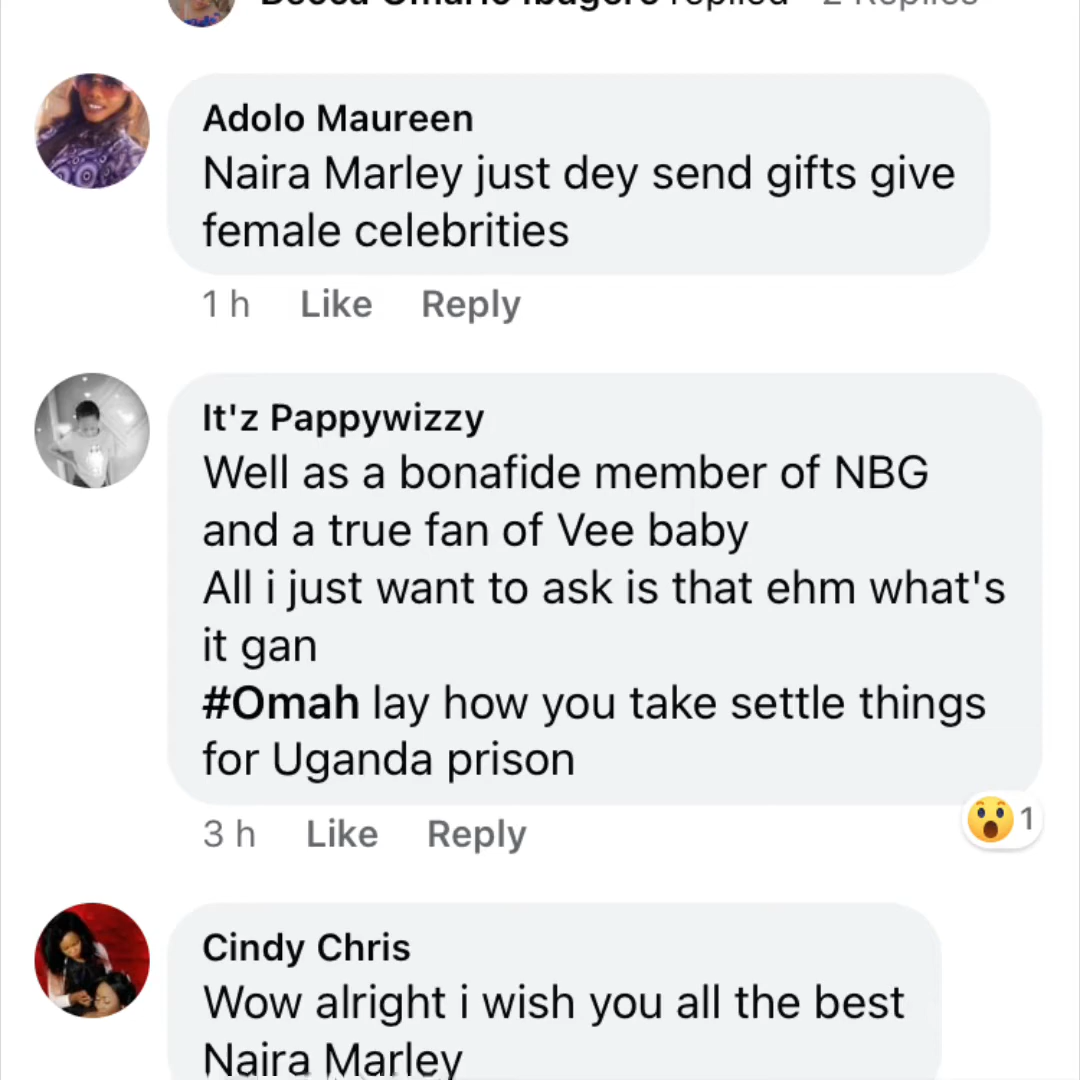 replied
2 Replies
Adolo Maureen
Naira Marley just dey send gifts give
female celebrities
1 h Like Reply
It'z Pappywizzy
Well as a bonafide member of NBG
and a true fan of Vee baby
All i just want to ask is that ehm what's
it gan
#Omah lay how you take settle things
for Uganda prison
3 h Like Reply
1
Cindy Chris
Wow alright i wish you all the best
Naira Marley